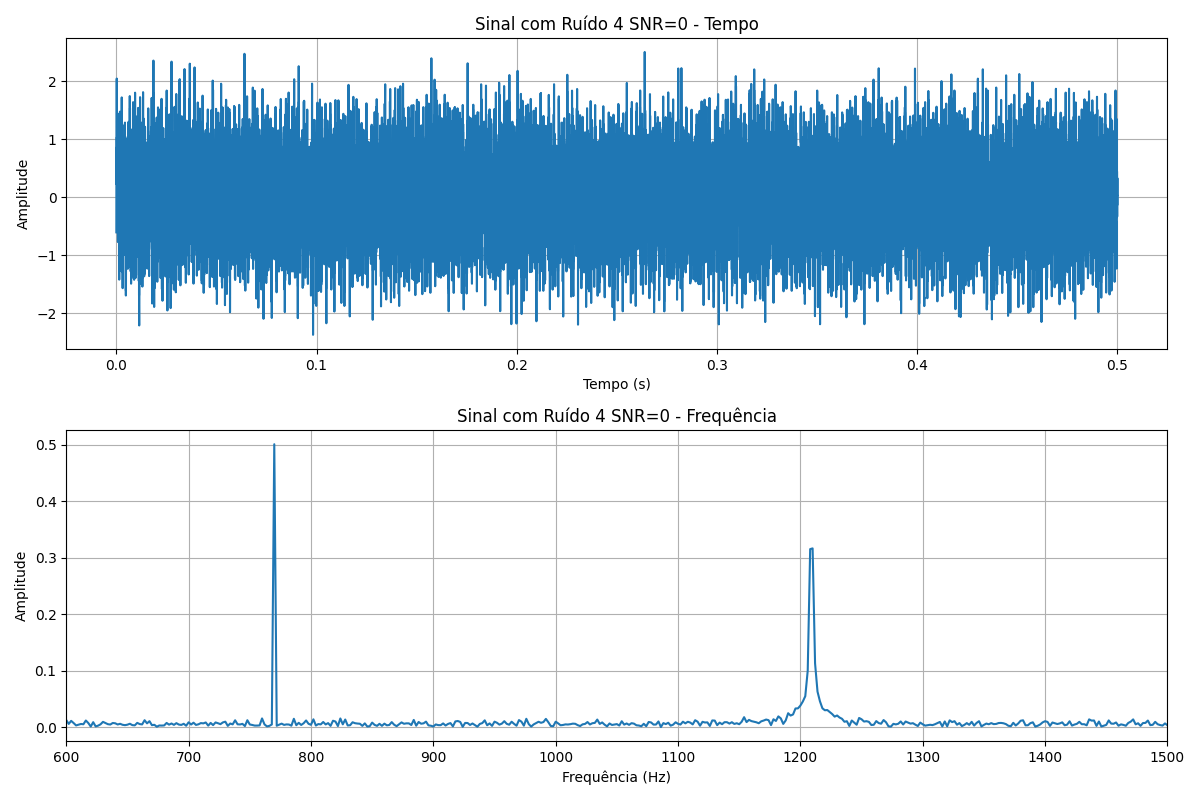 Sinal com Ruído 4 SNR=0 - Tempo
2
1
0
−1
−2
Amplitude
0.0 0.1 0.2 0.3 0.4 0.5
Tempo (s)
Sinal com Ruído 4 SNR=0 - Frequência
0.5
0.4
0.3
0.2
0.1
0.0
Amplitude
600 700 800 900 1000 1100 1200 1300 1400 1500
Frequência (Hz)